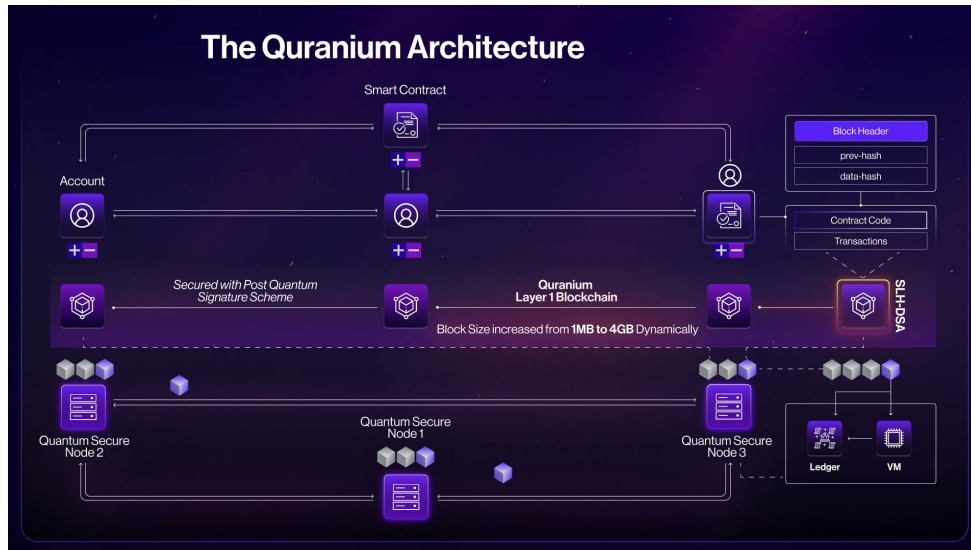 The Quranium Architecture
Smart Contract
Block Header
prev-hash
data-hash
Account
Contract Code
Transactions
Secured with Post Quantum
Signature Scheme
Quranium
Layer 1 Blockchain
Block Size increased from 1MB to 4GB Dynamically
SLH-DSA
Quantum Secure
Node 2
Quantum Secure
Node 1
Quantum Secure
Node 3
Ledger
VM